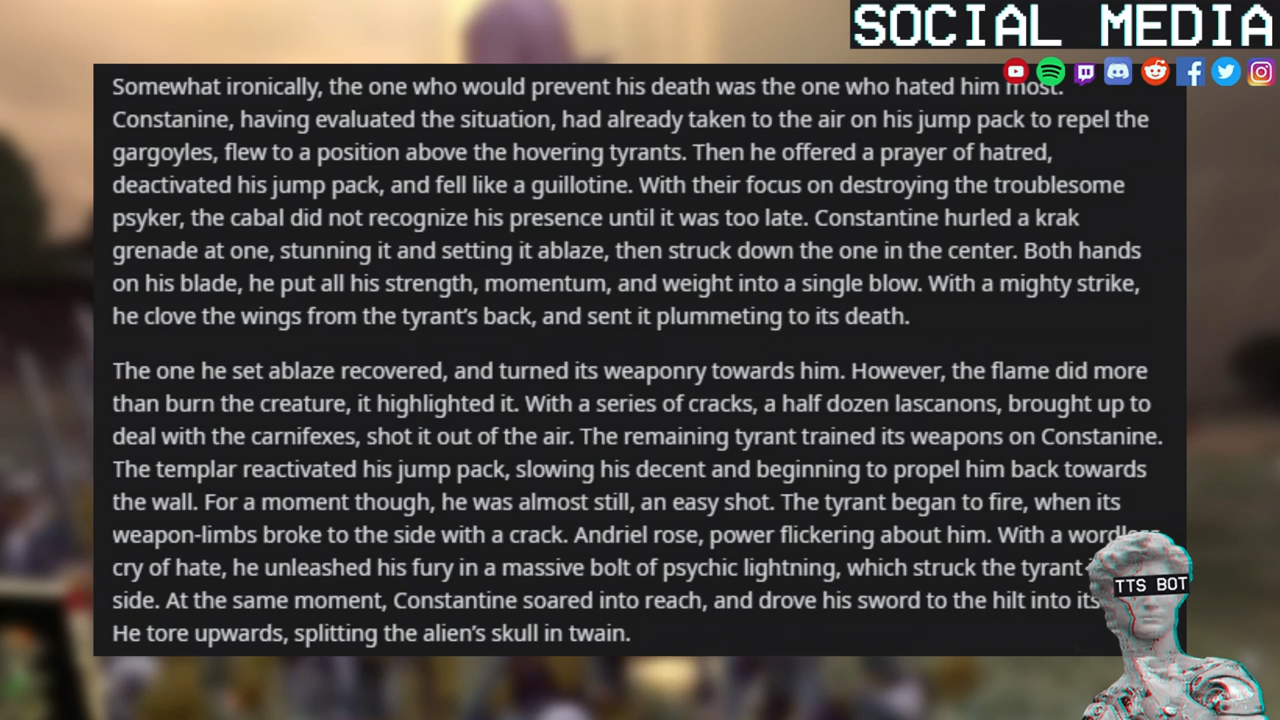 SOCIAL MEDIA
Somewhat ironically, the one who would prevent his death was the one who hated him most.
Constanine, having evaluated the situation, had already taken to the air on his jump pack to repel the
gargoyles, flew to a position above the hovering tyrants. Then he offered a prayer of hatred,
deactivated his jump pack, and fell like a guillotine. With their focus on destroying the troublesome
psyker, the cabal did not recognize his presence until it was too late. Constantine hurled a krak
grenade at one, stunning it and setting it ablaze, then struck down the one in the center. Both hands
on his blade, he put all his strength, momentum, and weight into a single blow. With a mighty strike,
he clove the wings from the tyrant’s back, and sent it plummeting to its death.
The one he set ablaze recovered, and turned its weaponry towards him. However, the flame did more
than burn the creature, it highlighted it. With a series of cracks, a half dozen lascanons, brought up to
deal with the carnifexes, shot it out of the air. The remaining tyrant trained its weapons on Constanine.
The templar reactivated his jump pack, slowing his decent and beginning to propel him back towards
the wall. For a moment though, he was almost still, an easy shot. The tyrant began to fire, when its
weapon-limbs broke to the side with a crack. Andriel rose, power flickering about him. With a wordless
cry of hate, he unleashed his fury in a massive bolt of psychic lightning, which struck the tyrant
side. At the same moment, Constantine soared into reach, and drove his sword to the hilt into its
He tore upwards, splitting the alien’s skull in twain.
TTS BOT